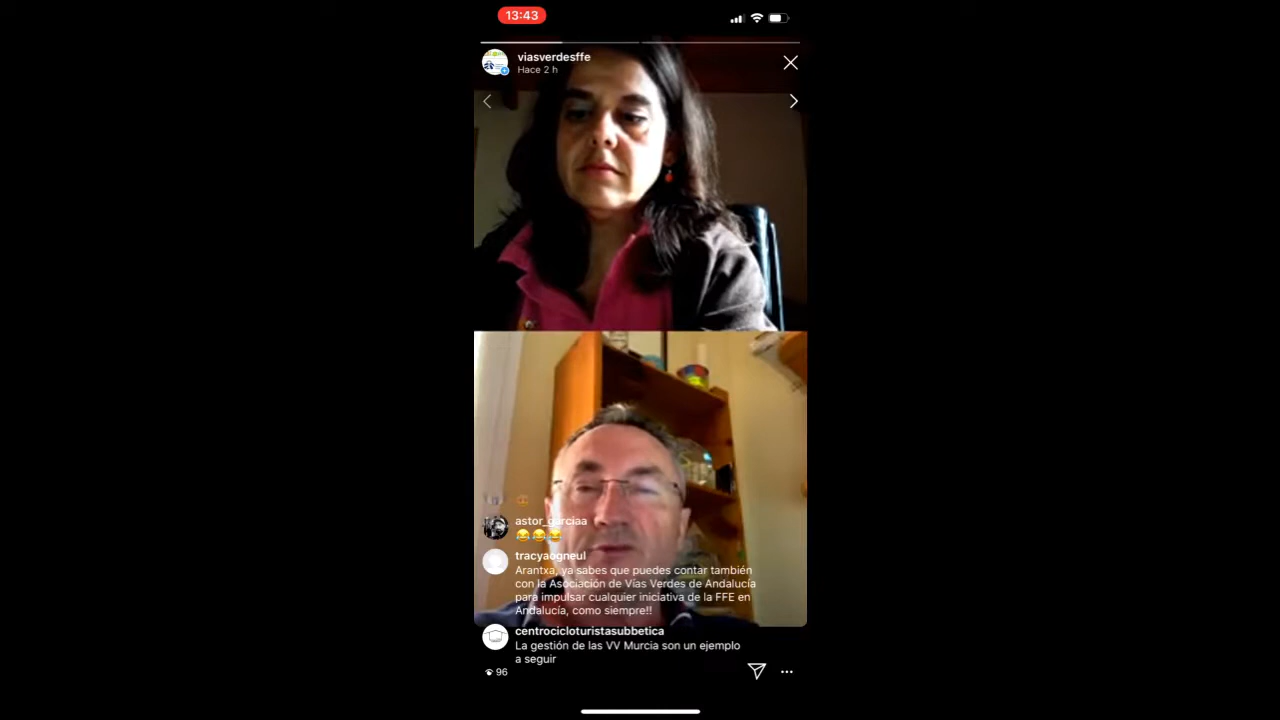 13:43
viasverdesffe
Hace 2 h
astor_garciaa
tracyaogneul
Arantxa, ya sabes que puedes contar también
con la Asociación de Vías Verdes de Andalucía
para impulsar cualquier iniciativa de la FFE en
Andalucía, como siempre!!
centrocicloturistasubbetica
La gestión de las VV Murcia son un ejemplo
a seguir
96